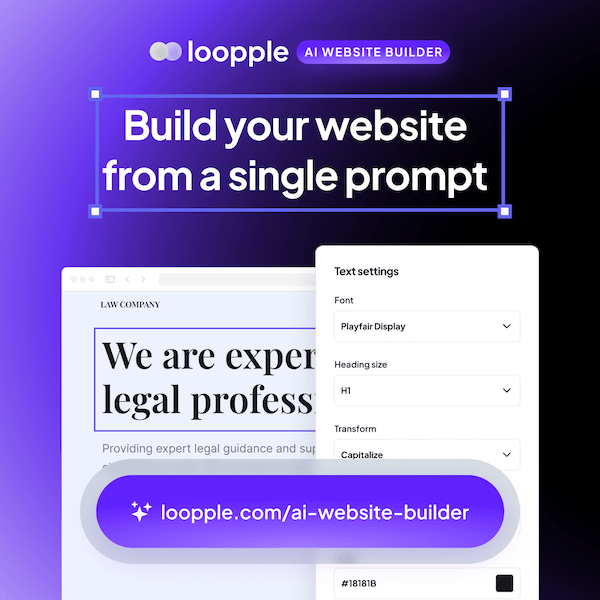 loopple AI WEBSITE BUILDER
Build your website
from a single prompt
LAW COMPANY
We are exper
legal profess
Providing expert legal guidance and sup
Text settings
Font
Playfair Display
Heading size
H1
Transform
Capitalize
loopple.com/ai-website-builder
#18181B